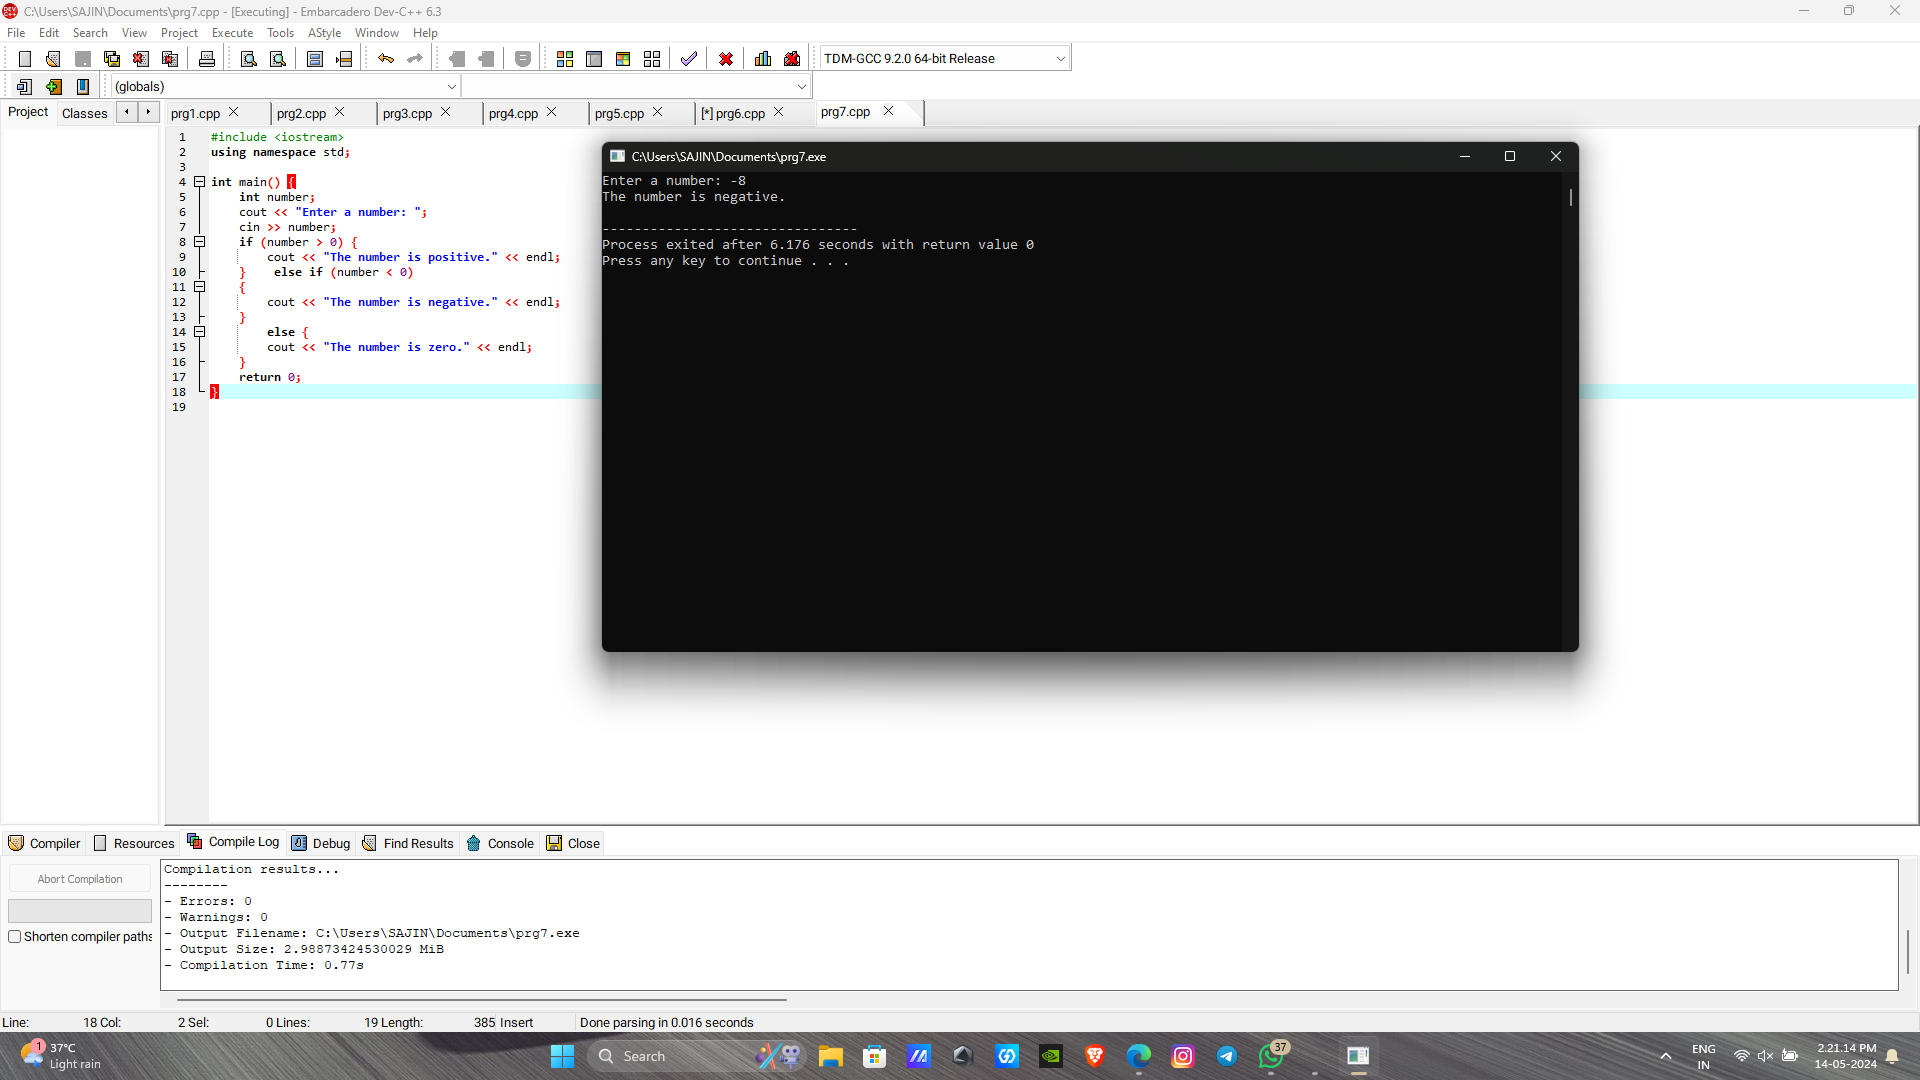 C:\Users\SAJIN\Documents\prg7.cpp - [Executing] - Embarcadero Dev-C++ 6.3
File Edit Search View Project Execute Tools AStyle Window Help
TDM-GCC 9.2.0 64-bit Release
(globals)
Project Classes prg1.cpp prg2.cpp prg3.cpp prg4.cpp prg5.cpp [*] prg6.cpp prg7.cpp
1 #include <iostream>
2 using namespace std;
3
4 int main() {
5 int number;
6 cout << "Enter a number: ";
7 cin >> number;
8 if (number > 0) {
9 cout << "The number is positive." << endl;
10 } else if (number < 0)
11 {
12 cout << "The number is negative." << endl;
13 }
14 else {
15 cout << "The number is zero." << endl;
16 }
17 return 0;
18 }
19
C:\Users\SAJIN\Documents\prg7.exe
Enter a number: -8
The number is negative.
--------------------------------
Process exited after 6.176 seconds with return value 0
Press any key to continue . . .
Compiler Resources Compile Log Debug Find Results Console Close
Abort Compilation
Shorten compiler paths
Compilation results...
--------
- Errors: 0
- Warnings: 0
- Output Filename: C:\Users\SAJIN\Documents\prg7.exe
- Output Size: 2.98873424530029 MiB
- Compilation Time: 0.77s
Line: 18 Col: 2 Sel: 0 Lines: 19 Length: 385 Insert Done parsing in 0.016 seconds
1
37°C
Light rain
Search
37
ENG
IN
2.21.14 PM
14-05-2024